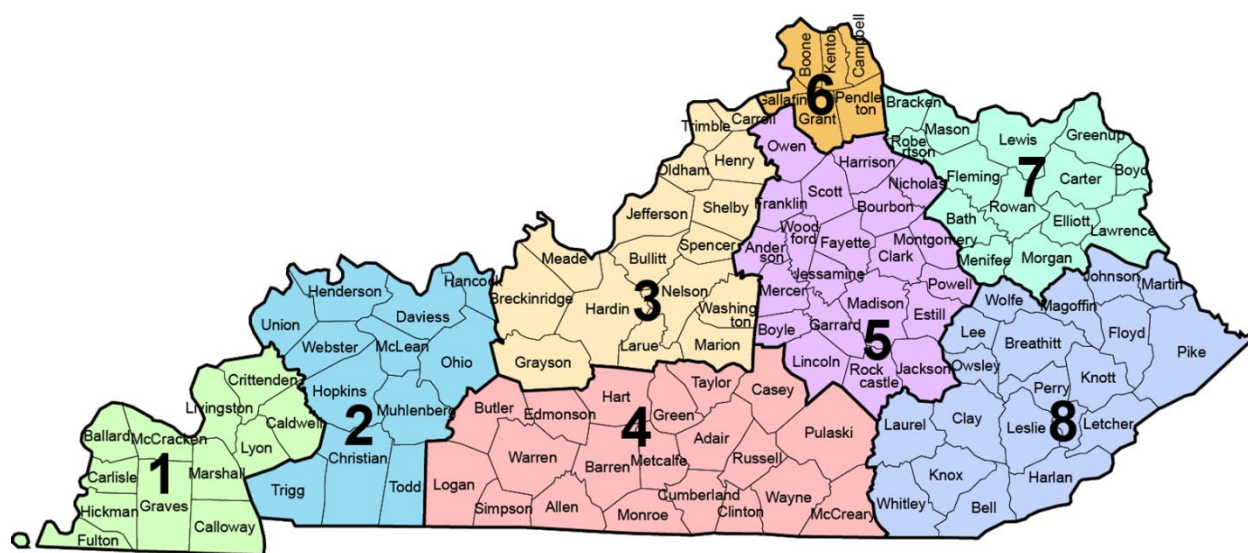 Boone
Kenton
Campbell
6
Gallatin
Grant
Pendle
ton
Bracken
Mason
Lewis
Greenup
Robe
rtson
7
Boyd
Fleming
Carter
Rowan
Bath
Elliott
Lawrence
Menifee
Morgan
Trimble
Carroll
Henry
Oldham
Jefferson
Shelby
Spencer
Meade
Bullitt
3
Breckinridge
Hardin
Nelson
Washing
ton
Larue
Marion
Grayson
Owen
Harrison
Scott
Nicholas
Franklin
Bourbon
Wood
ford
Fayette
Montgomery
Ander
son
Clark
Jessamine
Powell
Mercer
Madison
Estill
Boyle
Garrard
5
Lincoln
Rock
castle
Jackson
Hancock
Henderson
Daviess
Union
Webster
McLean
Ohio
Hopkins
Muhlenberg
2
Christian
Trigg
Todd
Crittenden
Livingston
Caldwell
Lyon
Ballard
McCracken
1
Carlisle
Marshall
Graves
Hickman
Calloway
Fulton
Butler
Edmonson
Hart
Taylor
Casey
Green
4
Pulaski
Adair
Warren
Barren
Metcalfe
Russell
Logan
Cumberland
Wayne
Simpson
Allen
Monroe
Clinton
McCreary
Johnson
Martin
Wolfe
Magoffin
Lee
Floyd
Breathitt
Pike
Owsley
Knott
Perry
Laurel
Clay
Leslie
8
Letcher
Knox
Harlan
Whitley
Bell